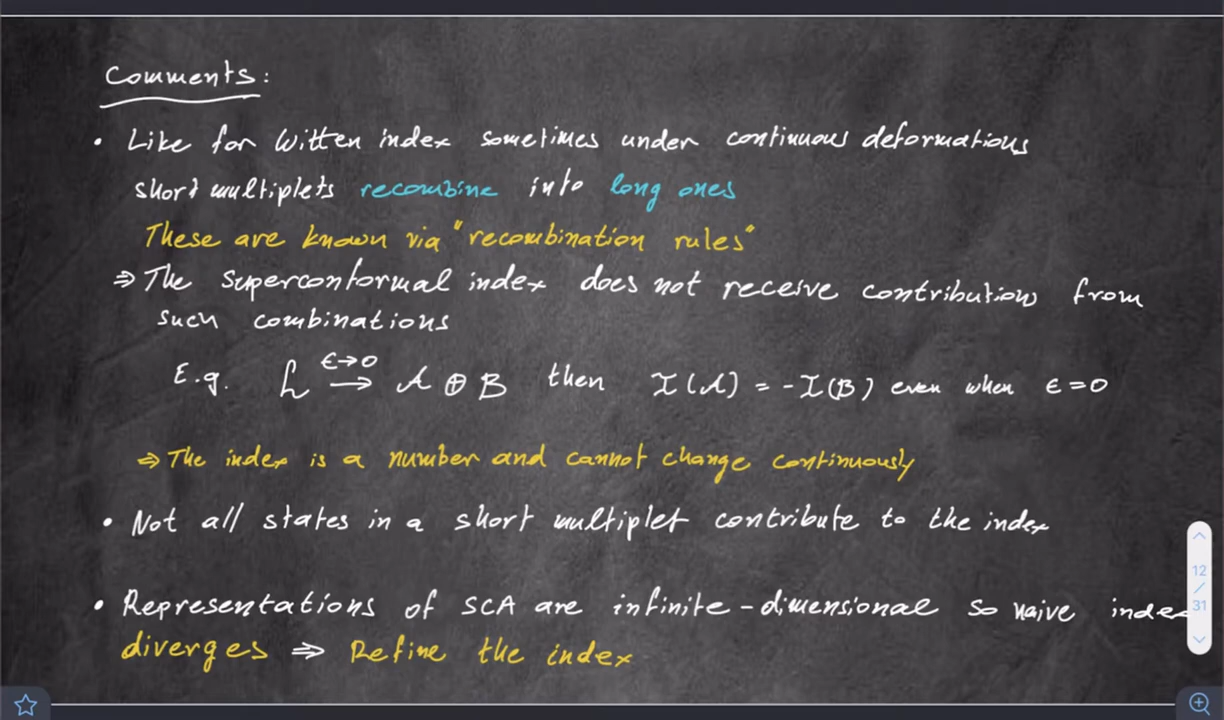 Comments:
• Like for Witten index sometimes under continuous deformations
short multiplets recombine into long ones
These are known via "recombination rules"
⇒ The superconformal index does not receive contribution from
such combinations
E.g. L ϵ→0 → A ⊕ B then I(A) = -I(B) even when ϵ=0
⇒ The index is a number and cannot change continuously
• Not all states in a short multiplet contribute to the index
• Representations of SCA are infinite-dimensional so naive index
diverges ⇒ Refine the index
12
/
31